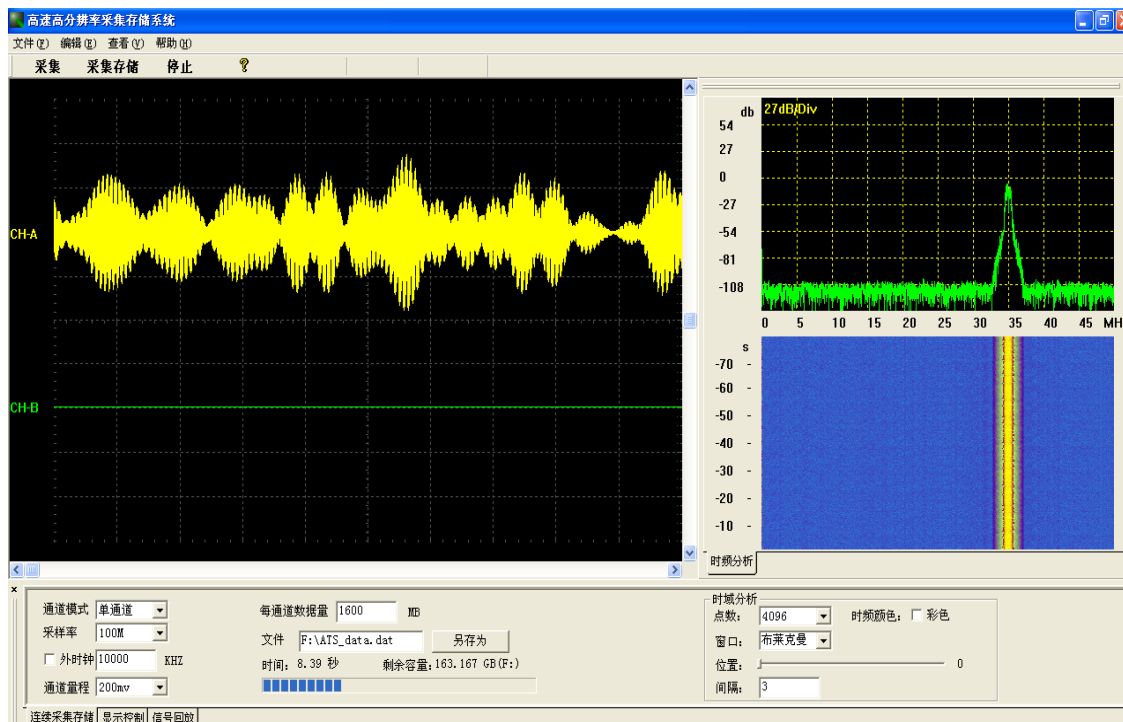 高速高分辨率采集存储系统
文件(F) 编辑(E) 查看(V) 帮助(H)
采集 采集存储 停止 ?
CH-A
CH-B
db 27dB/Div
54
27
0
-27
-54
-81
-108
0 5 10 15 20 25 30 35 40 45 MH
s
-70 -
-60 -
-50 -
-40 -
-30 -
-20 -
-10 -
时频分析
通道模式 单通道
采样率 100M
外时钟 10000 KHZ
通道量程 200mv
每通道数据量 1600 MB
文件 F:\ATS_data.dat 另存为
时间: 8.39 秒 剩余容量:163.167 GB(F:)
时域分析
点数: 4096 时频颜色: 彩色
窗口: 布莱克曼
位置: 0
间隔: 3
连续采集存储 显示控制 信号回放